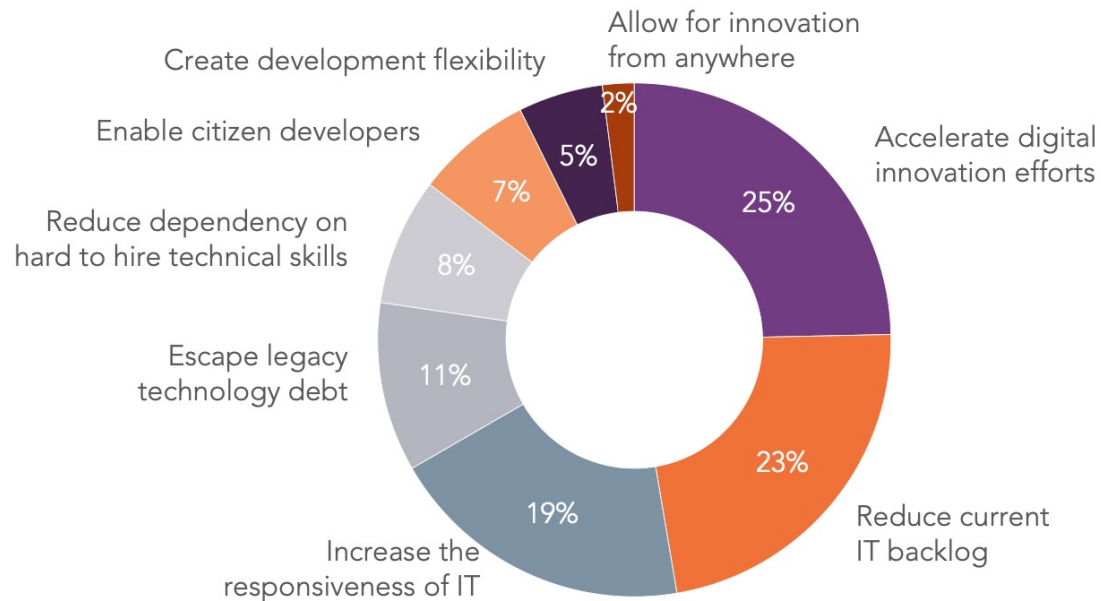 Allow for innovation
from anywhere
2%
Accelerate digital
innovation efforts
25%
Reduce current
IT backlog
23%
Increase the
responsiveness of IT
19%
Escape legacy
technology debt
11%
Reduce dependency on
hard to hire technical skills
8%
Enable citizen developers
7%
Create development flexibility
5%